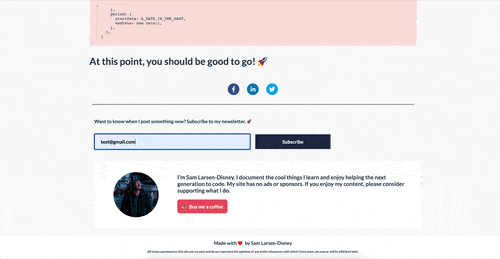 },
period: {
startDate: A_DATE_IN_THE_PAST,
endDate: new Date(),
},
);
}
At this point, you should be good to go! 🚀
Want to know when I post something new? Subscribe to my newsletter. 🚀
test@gmail.com
Subscribe
I'm Sam Larsen-Disney. I document the cool things I learn and enjoy helping the next
generation to code. My site has no ads or sponsors. If you enjoy my content, please consider
supporting what I do.
Buy me a coffee
Made with ❤️ by Sam Larsen-Disney